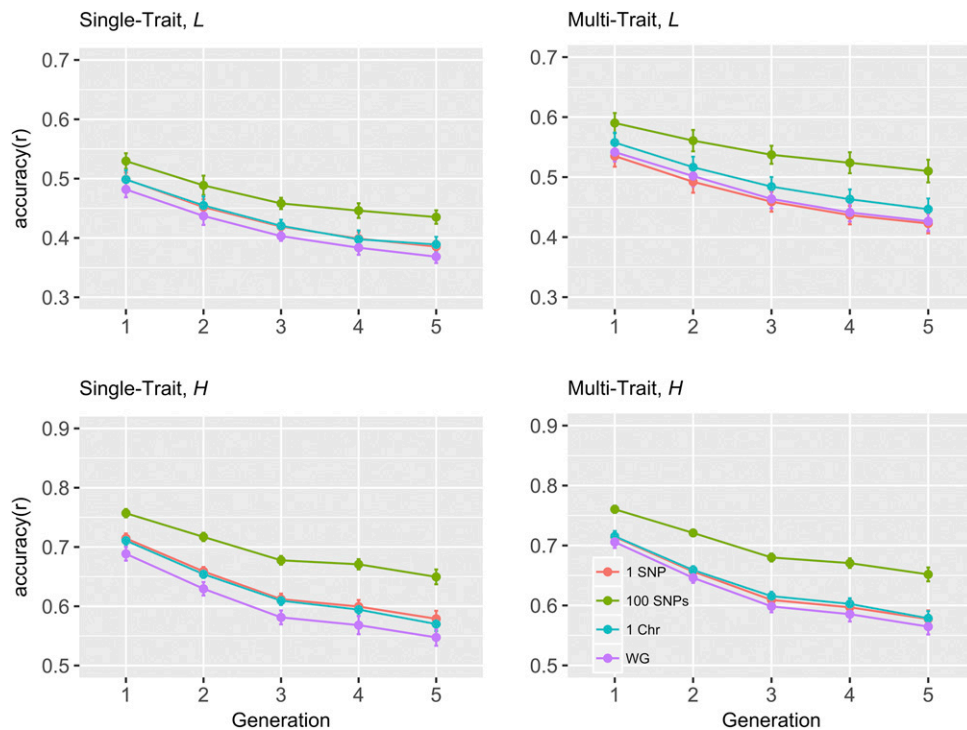 Single-Trait, L
Multi-Trait, L
accuracy(r)
0.7
0.6
0.5
0.4
0.3
1 2 3 4 5
0.7
0.6
0.5
0.4
0.3
1 2 3 4 5
Single-Trait, H
Multi-Trait, H
accuracy(r)
0.9
0.8
0.7
0.6
0.5
1 2 3 4 5
Generation
0.9
0.8
0.7
0.6
0.5
1 SNP
100 SNPs
1 Chr
WG
1 2 3 4 5
Generation